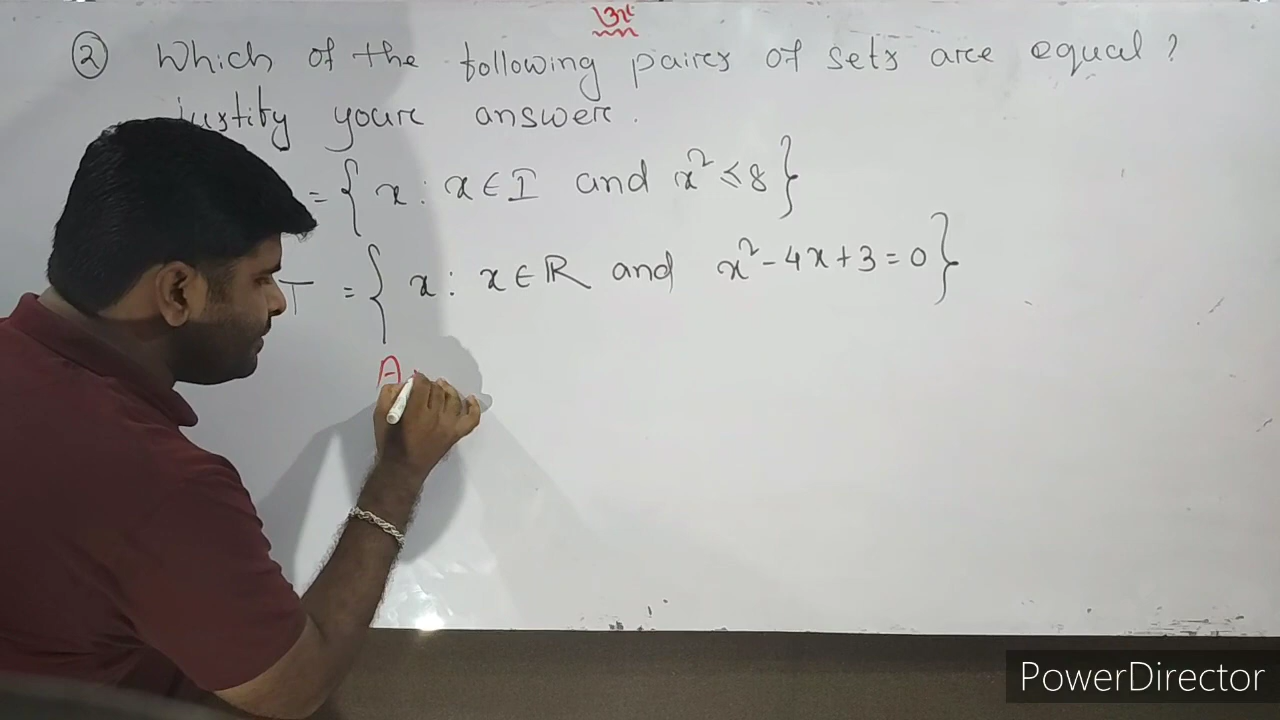 ॐ
② Which of the following pairs of sets are equal?
justify your answer.
= { x : x ∈ I and x² ≤ 8 }
T = { x : x ∈ R and x² - 4x + 3 = 0 }
A
PowerDirector